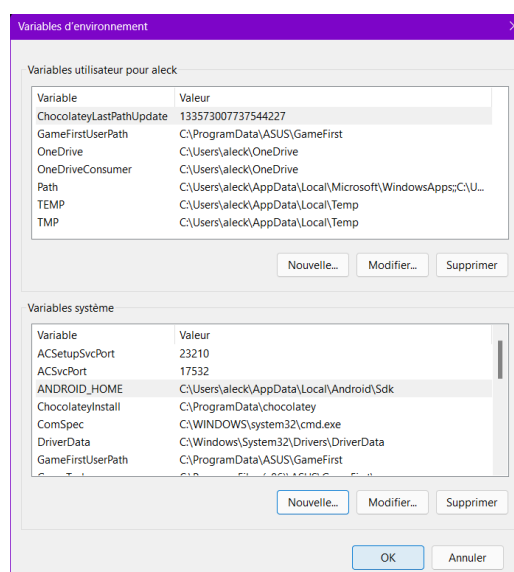 Variables d'environnement
Variables utilisateur pour aleck
Variable Valeur
ChocolateyLastPathUpdate 133573007737544227
GameFirstUserPath C:\ProgramData\ASUS\GameFirst
OneDrive C:\Users\aleck\OneDrive
OneDriveConsumer C:\Users\aleck\OneDrive
Path C:\Users\aleck\AppData\Local\Microsoft\WindowsApps;;C:\U...
TEMP C:\Users\aleck\AppData\Local\Temp
TMP C:\Users\aleck\AppData\Local\Temp
Nouvelle... Modifier... Supprimer
Variables système
Variable Valeur
ACSetupSvcPort 23210
ACSvcPort 17532
ANDROID_HOME C:\Users\aleck\AppData\Local\Android\Sdk
ChocolateyInstall C:\ProgramData\chocolatey
ComSpec C:\WINDOWS\system32\cmd.exe
DriverData C:\Windows\System32\Drivers\DriverData
GameFirstUserPath C:\ProgramData\ASUS\GameFirst
Nouvelle... Modifier... Supprimer
OK Annuler